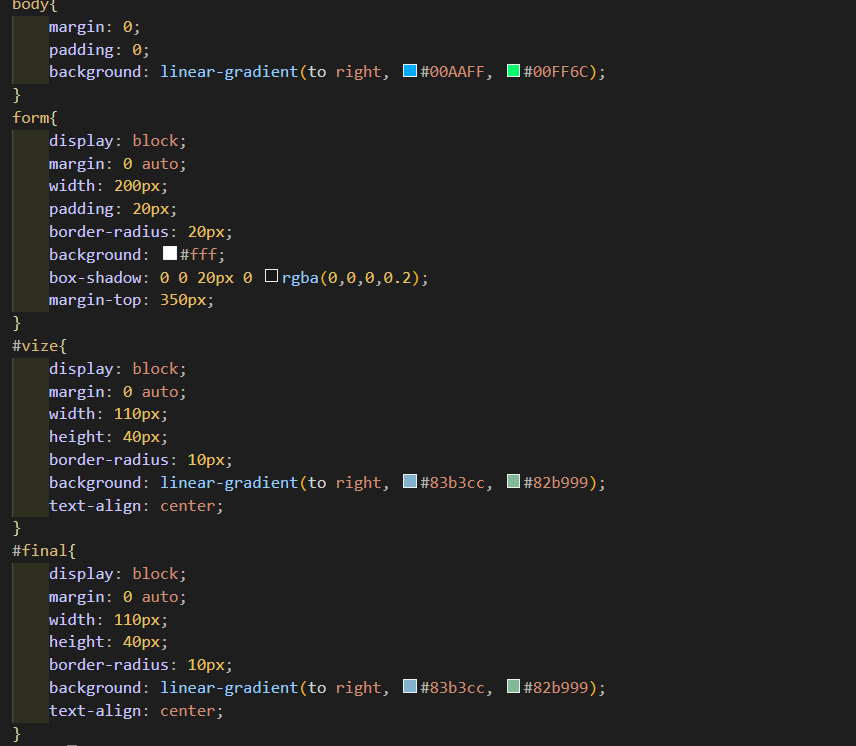 body{
margin: 0;
padding: 0;
background: linear-gradient(to right, #00AAFF, #00FF6C);
}
form{
display: block;
margin: 0 auto;
width: 200px;
padding: 20px;
border-radius: 20px;
background: #fff;
box-shadow: 0 0 20px 0 rgba(0,0,0,0.2);
margin-top: 350px;
}
#vize{
display: block;
margin: 0 auto;
width: 110px;
height: 40px;
border-radius: 10px;
background: linear-gradient(to right, #83b3cc, #82b999);
text-align: center;
}
#final{
display: block;
margin: 0 auto;
width: 110px;
height: 40px;
border-radius: 10px;
background: linear-gradient(to right, #83b3cc, #82b999);
text-align: center;
}